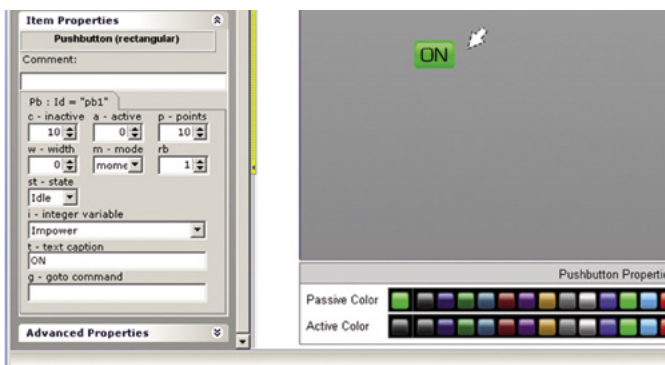 Item Properties
Pushbutton (rectangular)
Comment:
Pb : Id = "pb1"
c - inactive a - active p - points
10 0 10
w - width m - mode rb
0 mome 1
st - state
Idle
i - integer variable
Impower
t - text caption
ON
g - goto command
Advanced Properties
ON
Pushbutton Properti
Passive Color
Active Color